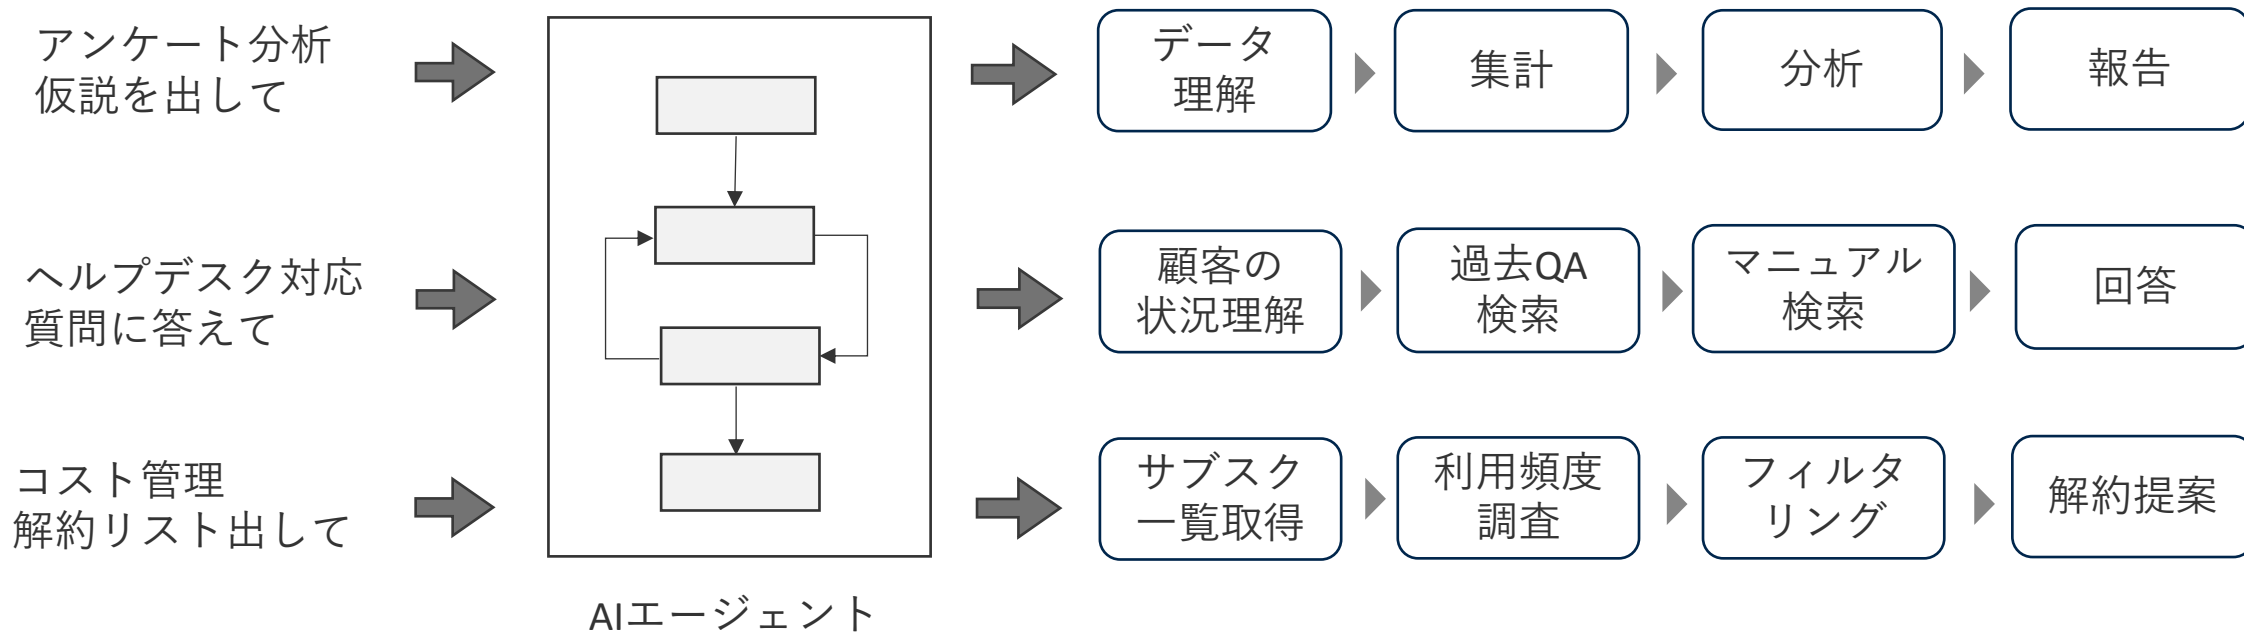 アンケート分析
仮説を出して
データ
理解
集計
分析
報告
ヘルプデスク対応
質問に答えて
顧客の
状況理解
過去QA
検索
マニュアル
検索
回答
コスト管理
解約リスト出して
サブスク
一覧取得
利用頻度
調査
フィルタ
リング
解約提案
AIエージェント